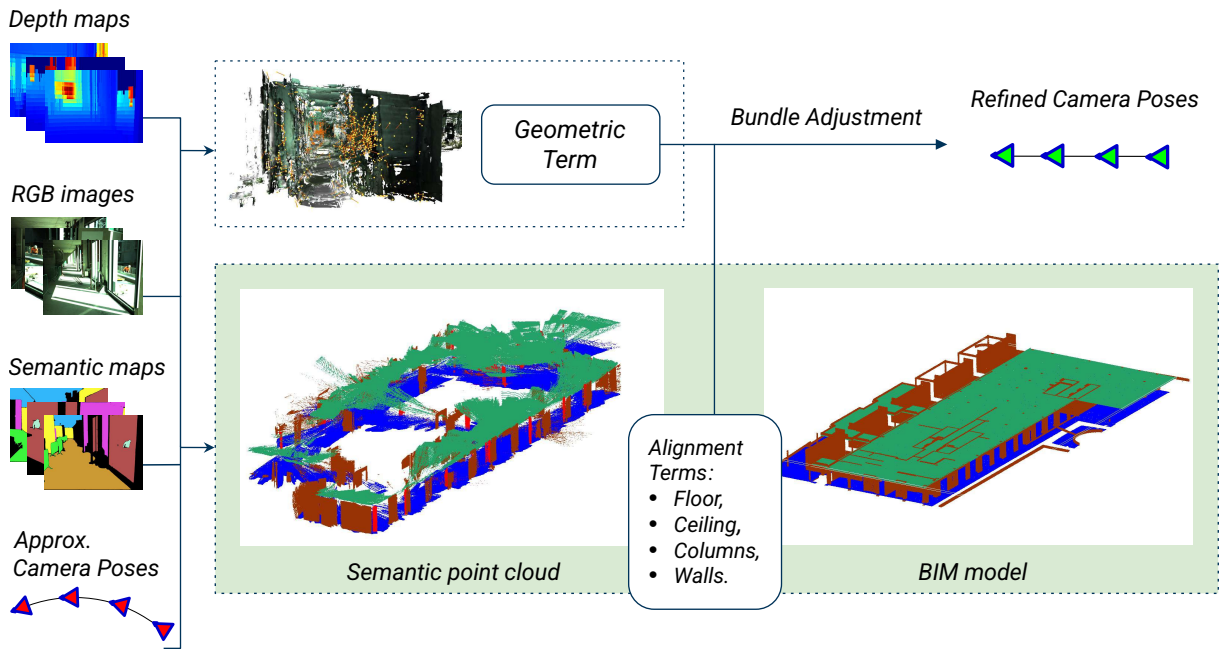 Depth maps
RGB images
Semantic maps
Approx.
Camera Poses
Geometric
Term
Bundle Adjustment
Refined Camera Poses
Semantic point cloud
Alignment
Terms:
• Floor,
• Ceiling,
• Columns,
• Walls.
BIM model